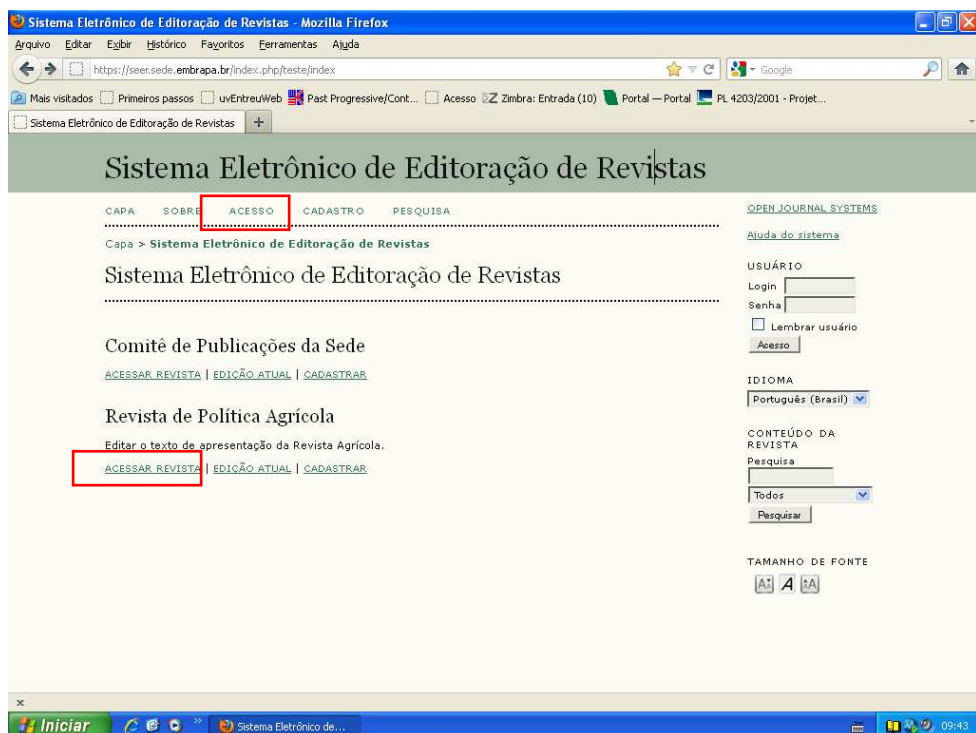 Sistema Eletrônico de Editoração de Revistas - Mozilla Firefox
Arquivo Editar Exibir Histórico Favoritos Ferramentas Ajuda
https://seer.sede.embrapa.br/index.php/teste/index
Google
Mais visitados Primeiros passos uvEntreuWeb Past Progressive/Cont... Acesso Zimbra: Entrada (10) Portal — Portal PL 4203/2001 - Projet...
Sistema Eletrônico de Editoração de Revistas +
Sistema Eletrônico de Editoração de Revistas
CAPA SOBRE ACESSO CADASTRO PESQUISA
Capa > Sistema Eletrônico de Editoração de Revistas
Sistema Eletrônico de Editoração de Revistas
Comitê de Publicações da Sede
ACESSAR REVISTA | EDIÇÃO ATUAL | CADASTRAR
Revista de Política Agrícola
Editar o texto de apresentação da Revista Agrícola.
ACESSAR REVISTA | EDIÇÃO ATUAL | CADASTRAR
OPEN JOURNAL SYSTEMS
Ajuda do sistema
USUÁRIO
Login
Senha
Lembrar usuário
Acesso
IDIOMA
Português (Brasil)
CONTEÚDO DA
REVISTA
Pesquisa
Todos
Pesquisar
TAMANHO DE FONTE
A A A
x
Iniciar Sistema Eletrônico de... 09:43